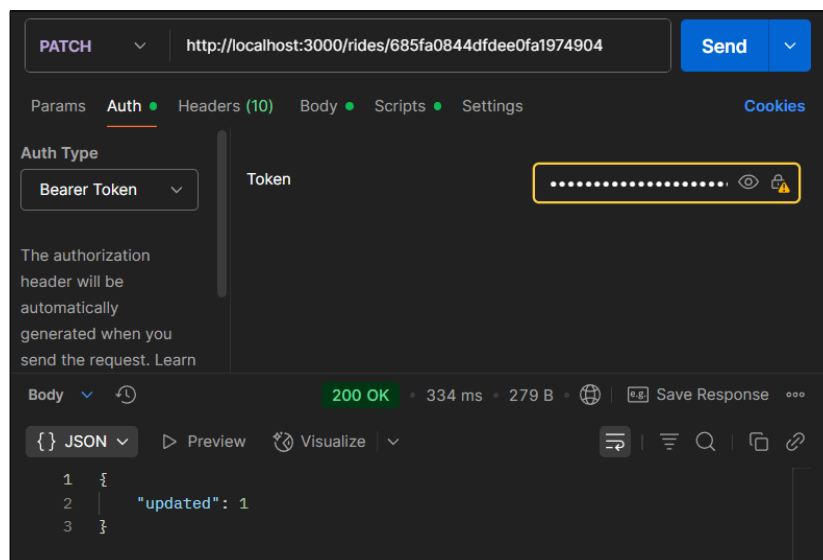 PATCH http://localhost:3000/rides/685fa0844dfdee0fa1974904 Send
Params Auth Headers (10) Body Scripts Settings Cookies
Auth Type
Bearer Token
Token
The authorization
header will be
automatically
generated when you
send the request. Learn
Body 200 OK 334 ms 279 B e.g. Save Response
{} JSON Preview Visualize
1 {
2 "updated": 1
3 }